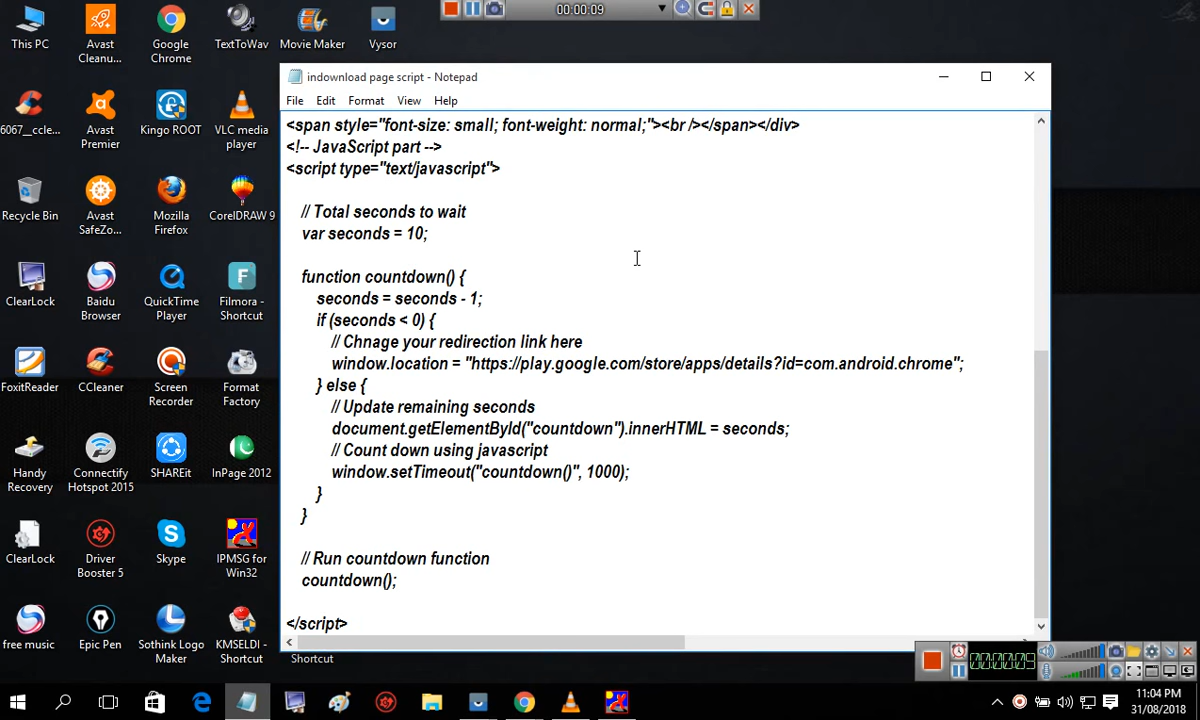 00:00:09
This PC
Avast Cleanu...
Google Chrome
TextToWav
Movie Maker
Vysor
indownload page script - Notepad
File Edit Format View Help
<span style="font-size: small; font-weight: normal;"><br /></span></div>
<!-- JavaScript part -->
<script type="text/javascript">
// Total seconds to wait
var seconds = 10;
function countdown() {
seconds = seconds - 1;
if (seconds < 0) {
// Chnage your redirection link here
window.location = "https://play.google.com/store/apps/details?id=com.android.chrome";
} else {
// Update remaining seconds
document.getElementById("countdown").innerHTML = seconds;
// Count down using javascript
window.setTimeout("countdown()", 1000);
}
}
// Run countdown function
countdown();
</script>
6067__ccle...
Avast Premier
Kingo ROOT
VLC media player
Recycle Bin
Avast SafeZo...
Mozilla Firefox
CorelDRAW 9
ClearLock
Baidu Browser
QuickTime Player
Filmora - Shortcut
FoxitReader
CCleaner
Screen Recorder
Format Factory
Handy Recovery
Connectify Hotspot 2015
SHAREit
InPage 2012
ClearLock
Driver Booster 5
Skype
IPMSG for Win32
free music
Epic Pen
Sothink Logo Maker
KMSELDI - Shortcut
Shortcut
11:04 PM
31/08/2018